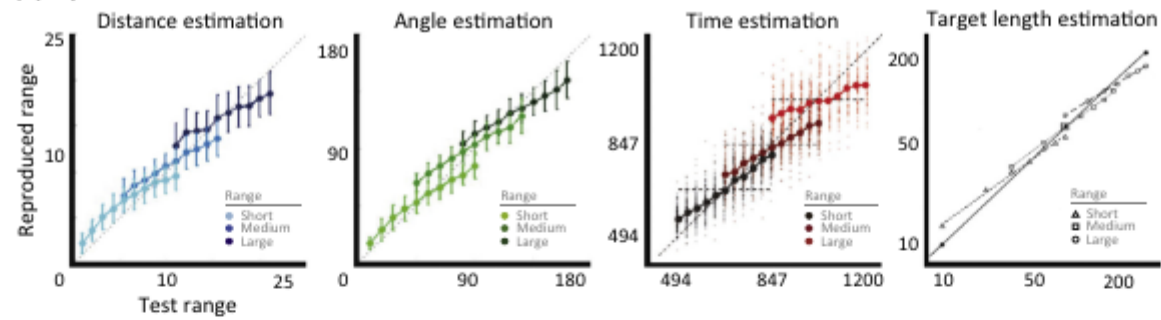 Distance estimation
Angle estimation
Time estimation
Target length estimation
Reproduced range
25
10
0
10
25
Test range
Range
Short
Medium
Large
180
90
0
90
180
Range
Short
Medium
Large
1200
847
494
494
847
1200
Range
Short
Medium
Large
200
50
10
10
50
200
Range
Short
Medium
Large